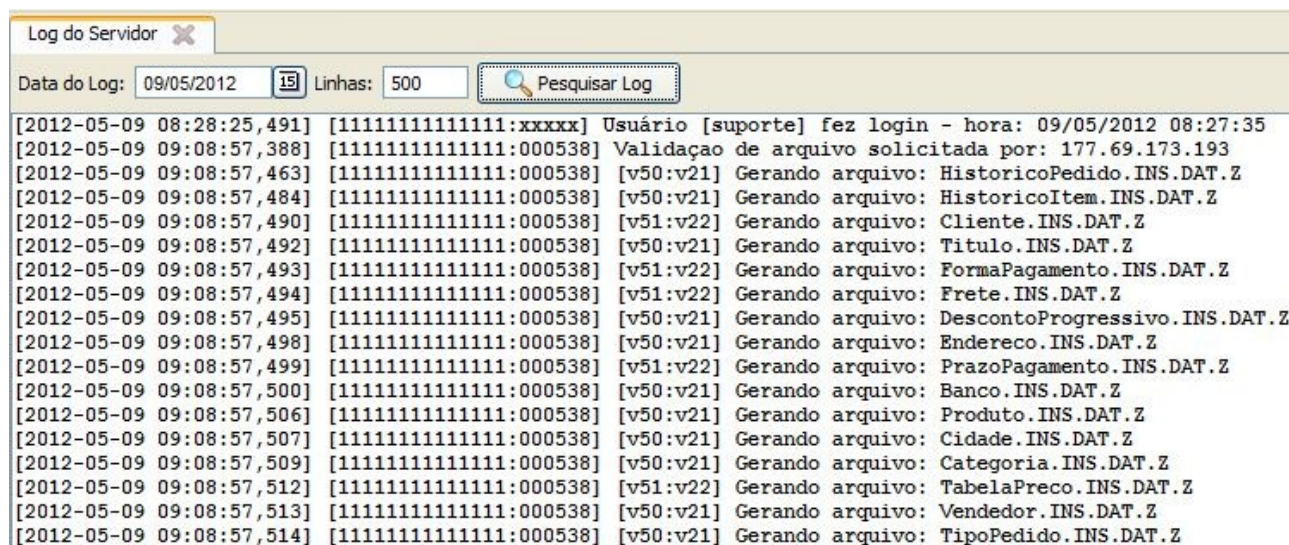 Log do Servidor
Data do Log: 09/05/2012 15 Linhas: 500 Pesquisar Log
[2012-05-09 08:28:25,491] [11111111111111:xxxxx] Usuário [suporte] fez login - hora: 09/05/2012 08:27:35
[2012-05-09 09:08:57,388] [11111111111111:000538] Validaçao de arquivo solicitada por: 177.69.173.193
[2012-05-09 09:08:57,463] [11111111111111:000538] [v50:v21] Gerando arquivo: HistoricoPedido.INS.DAT.Z
[2012-05-09 09:08:57,484] [11111111111111:000538] [v50:v21] Gerando arquivo: HistoricoItem.INS.DAT.Z
[2012-05-09 09:08:57,490] [11111111111111:000538] [v51:v22] Gerando arquivo: Cliente.INS.DAT.Z
[2012-05-09 09:08:57,492] [11111111111111:000538] [v50:v21] Gerando arquivo: Titulo.INS.DAT.Z
[2012-05-09 09:08:57,493] [11111111111111:000538] [v51:v22] Gerando arquivo: FormaPagamento.INS.DAT.Z
[2012-05-09 09:08:57,494] [11111111111111:000538] [v51:v22] Gerando arquivo: Frete.INS.DAT.Z
[2012-05-09 09:08:57,495] [11111111111111:000538] [v50:v21] Gerando arquivo: DescontoProgressivo.INS.DAT.Z
[2012-05-09 09:08:57,498] [11111111111111:000538] [v50:v21] Gerando arquivo: Endereco.INS.DAT.Z
[2012-05-09 09:08:57,499] [11111111111111:000538] [v51:v22] Gerando arquivo: PrazoPagamento.INS.DAT.Z
[2012-05-09 09:08:57,500] [11111111111111:000538] [v50:v21] Gerando arquivo: Banco.INS.DAT.Z
[2012-05-09 09:08:57,506] [11111111111111:000538] [v50:v21] Gerando arquivo: Produto.INS.DAT.Z
[2012-05-09 09:08:57,507] [11111111111111:000538] [v50:v21] Gerando arquivo: Cidade.INS.DAT.Z
[2012-05-09 09:08:57,509] [11111111111111:000538] [v50:v21] Gerando arquivo: Categoria.INS.DAT.Z
[2012-05-09 09:08:57,512] [11111111111111:000538] [v51:v22] Gerando arquivo: TabelaPreco.INS.DAT.Z
[2012-05-09 09:08:57,513] [11111111111111:000538] [v50:v21] Gerando arquivo: Vendedor.INS.DAT.Z
[2012-05-09 09:08:57,514] [11111111111111:000538] [v50:v21] Gerando arquivo: TipoPedido.INS.DAT.Z